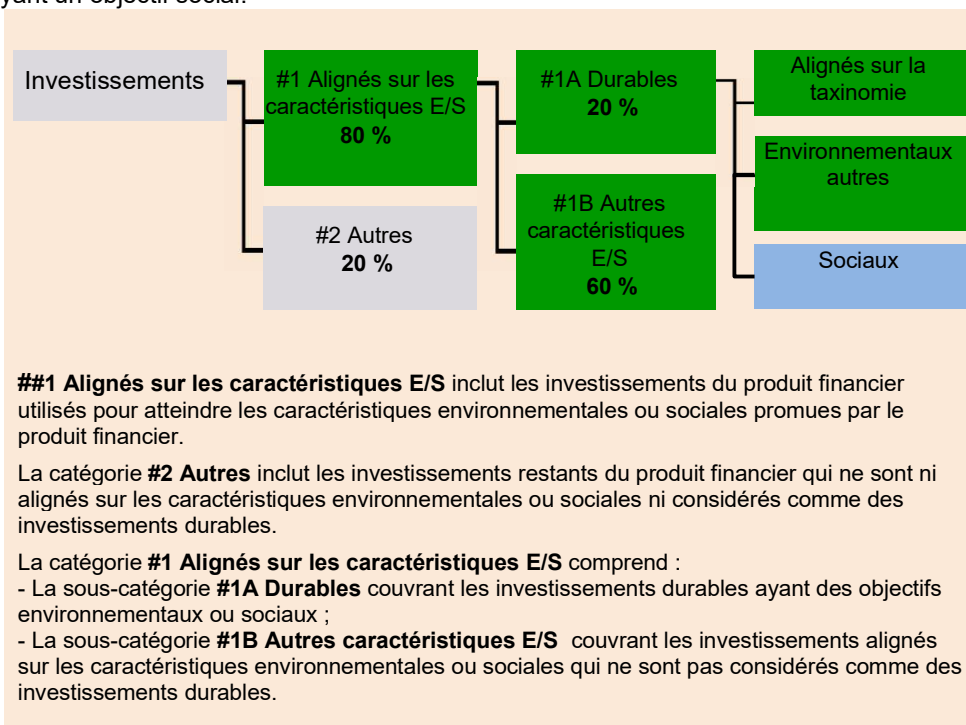 yant un objectif social.
Investissements
#1 Alignés sur les
caractéristiques E/S
80 %
#2 Autres
20 %
#1A Durables
20 %
#1B Autres
caractéristiques
E/S
60 %
Alignés sur la
taxinomie
Environnementaux
autres
Sociaux
##1 Alignés sur les caractéristiques E/S inclut les investissements du produit financier
utilisés pour atteindre les caractéristiques environnementales ou sociales promues par le
produit financier.
La catégorie #2 Autres inclut les investissements restants du produit financier qui ne sont ni
alignés sur les caractéristiques environnementales ou sociales ni considérés comme des
investissements durables.
La catégorie #1 Alignés sur les caractéristiques E/S comprend :
- La sous-catégorie #1A Durables couvrant les investissements durables ayant des objectifs
environnementaux ou sociaux ;
- La sous-catégorie #1B Autres caractéristiques E/S couvrant les investissements alignés
sur les caractéristiques environnementales ou sociales qui ne sont pas considérés comme des
investissements durables.